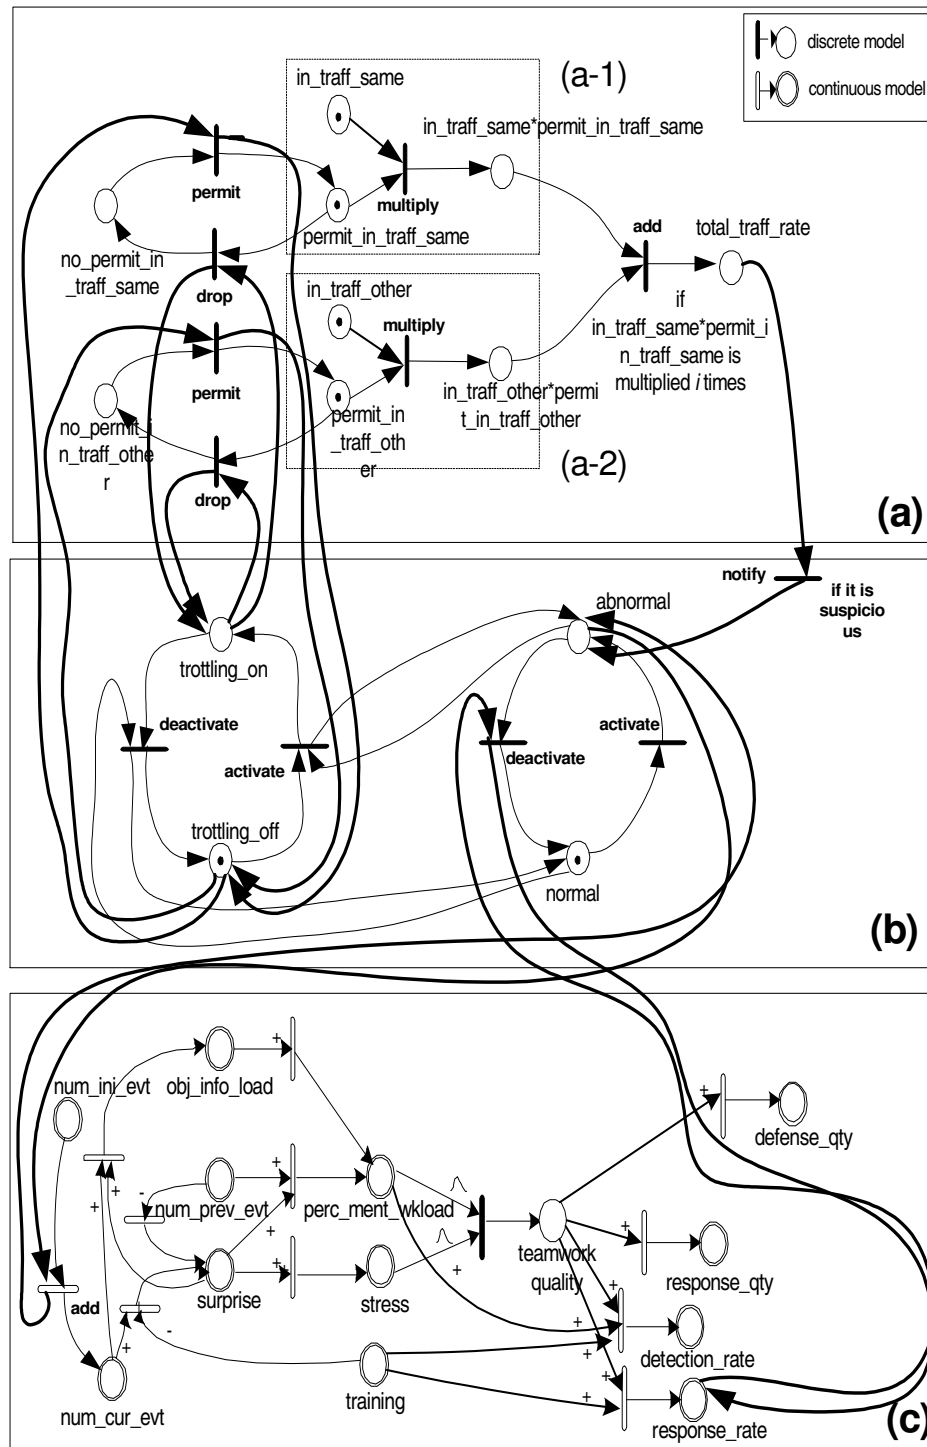 discrete model
continuous model
(a-1)
in_traff_same
in_traff_same*permit_in_traff_same
permit
multiply
permit_in_traff_same
no_permit_in
_traff_same
add
total_traff_rate
drop
in_traff_other
multiply
if
in_traff_same*permit_i
n_traff_same is
multiplied i times
permit
in_traff_other*permi
t_in_traff_other
permit_in
_traff_oth
er
no_permit_i
n_traff_othe
r
(a-2)
drop
(a)
notify
if it is
suspicio
us
abnormal
trottling_on
deactivate
activate
activate
deactivate
trottling_off
normal
(b)
+
num_ini_evt
obj_info_load
+
defense_qty
+
+
-
+
num_prev_evt
perc_ment_wkload
+
+
+
teamwork
quality
response_qty
surprise
stress
+
add
+
-
+
+
detection_rate
training
+
+
num_cur_evt
response_rate
(c)